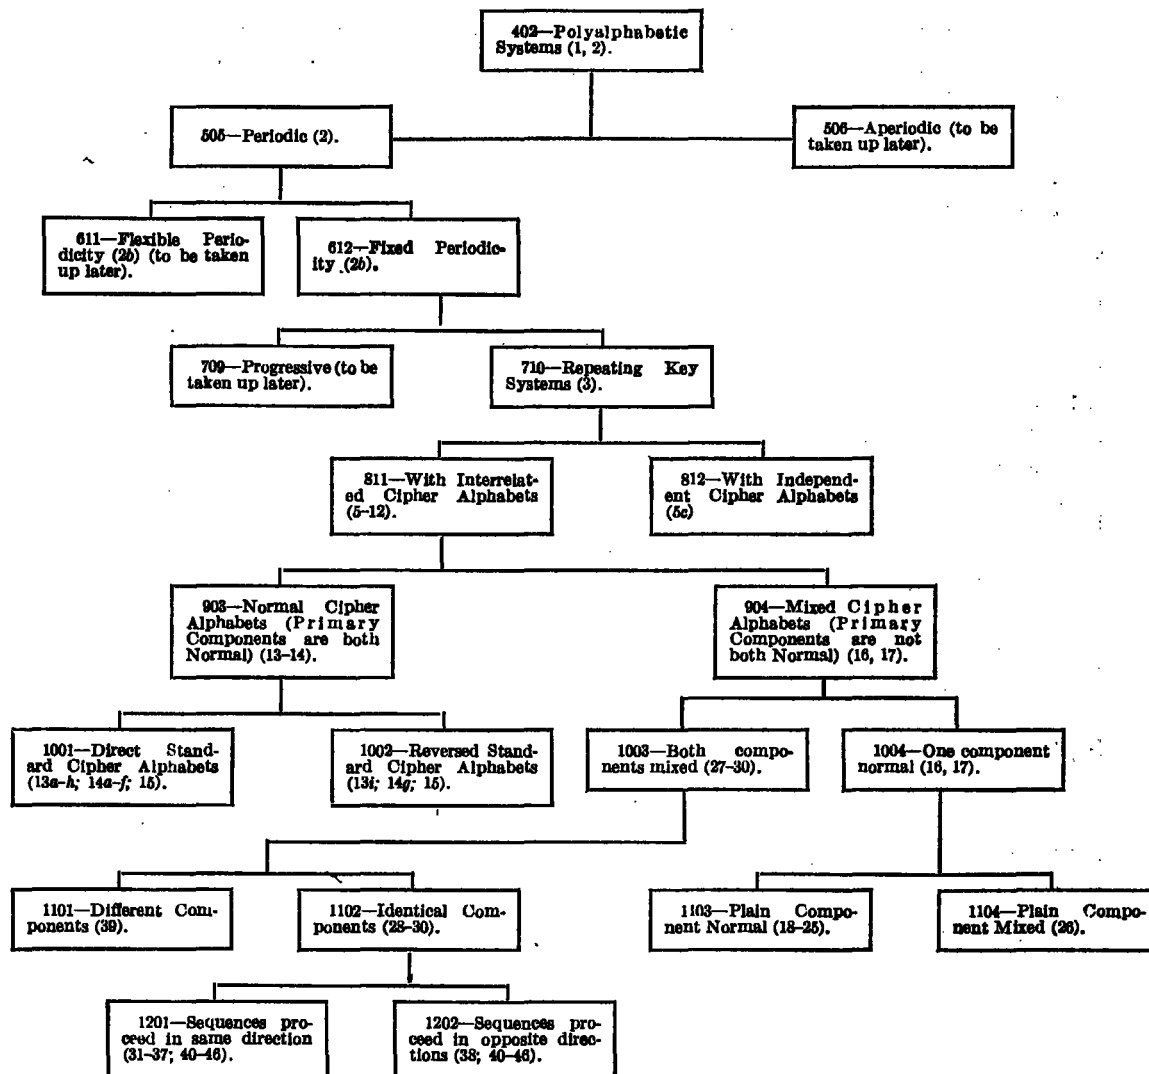 402—Polyalphabetic
Systems (1, 2).
505—Periodic (2).
506—Aperiodic (to be
taken up later).
611—Flexible Perio-
dicity (2b) (to be taken
up later).
612—Fixed Periodic-
ity (2b).
709—Progressive (to be
taken up later).
710—Repeating Key
Systems (3).
811—With Interrelat-
ed Cipher Alphabets
(5-12).
812—With Independ-
ent Cipher Alphabets
(5c)
903—Normal Cipher
Alphabets (Primary
Components are both
Normal) (13-14).
904—Mixed Cipher
Alphabets (Primary
Components are not
both Normal) (16, 17).
1001—Direct Stand-
ard Cipher Alphabets
(13a-h; 14a-f; 15).
1002—Reversed Stand-
ard Cipher Alphabets
(13i; 14g; 15).
1003—Both compo-
nents mixed (27-30).
1004—One component
normal (16, 17).
1101—Different Com-
ponents (39).
1102—Identical Com-
ponents (28-30).
1103—Plain Compo-
nent Normal (18-25).
1104—Plain Compo-
nent Mixed (26).
1201—Sequences pro-
ceed in same direction
(31-37; 40-46).
1202—Sequences pro-
ceed in opposite direc-
tions (38; 40-46).